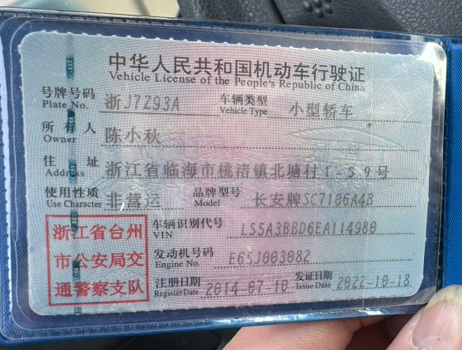 中华人民共和国机动车行驶证
Vehicle License of the People's Republic of China
号牌号码 浙J7Z93A 车辆类型 小型轿车
Plate No. Vehicle Type
所有人 陈小秋
Owner
住址 浙江省临海市桃渚镇北塘村1-59号
Address
使用性质 非营运 品牌型号 长安牌SC7106A4B
Use Character Model
浙江省台州
市公安局交
通警察支队
车辆识别代号 LS5A3BBD6EA114980
VIN
发动机号码 E6SJ003082
Engine No.
注册日期 2014-07-10 发证日期 2022-10-18
Register Date Issue Date